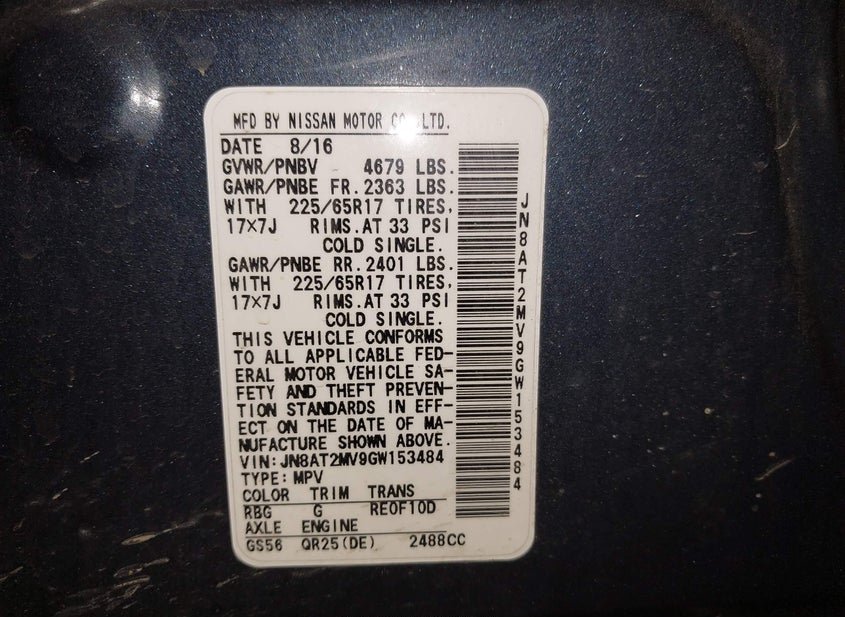 MFD BY NISSAN MOTOR CO.,LTD.
DATE 8/16
GVWR/PNBV 4679 LBS.
GAWR/PNBE FR.2363 LBS.
WITH 225/65R17 TIRES,
17×7J RIMS.AT 33 PSI
COLD SINGLE.
GAWR/PNBE RR.2401 LBS.
WITH 225/65R17 TIRES,
17×7J RIMS.AT 33 PSI
COLD SINGLE.
THIS VEHICLE CONFORMS
TO ALL APPLICABLE FED-
ERAL MOTOR VEHICLE SA-
FETY AND THEFT PREVEN-
TION STANDARDS IN EFF-
ECT ON THE DATE OF MA-
NUFACTURE SHOWN ABOVE.
VIN:JN8AT2MV9GW153484
TYPE:MPV
COLOR TRIM TRANS
RBG G RE0F10D
AXLE ENGINE
GS56 QR25(DE) 2488CC
JN8AT2MV9GW153484